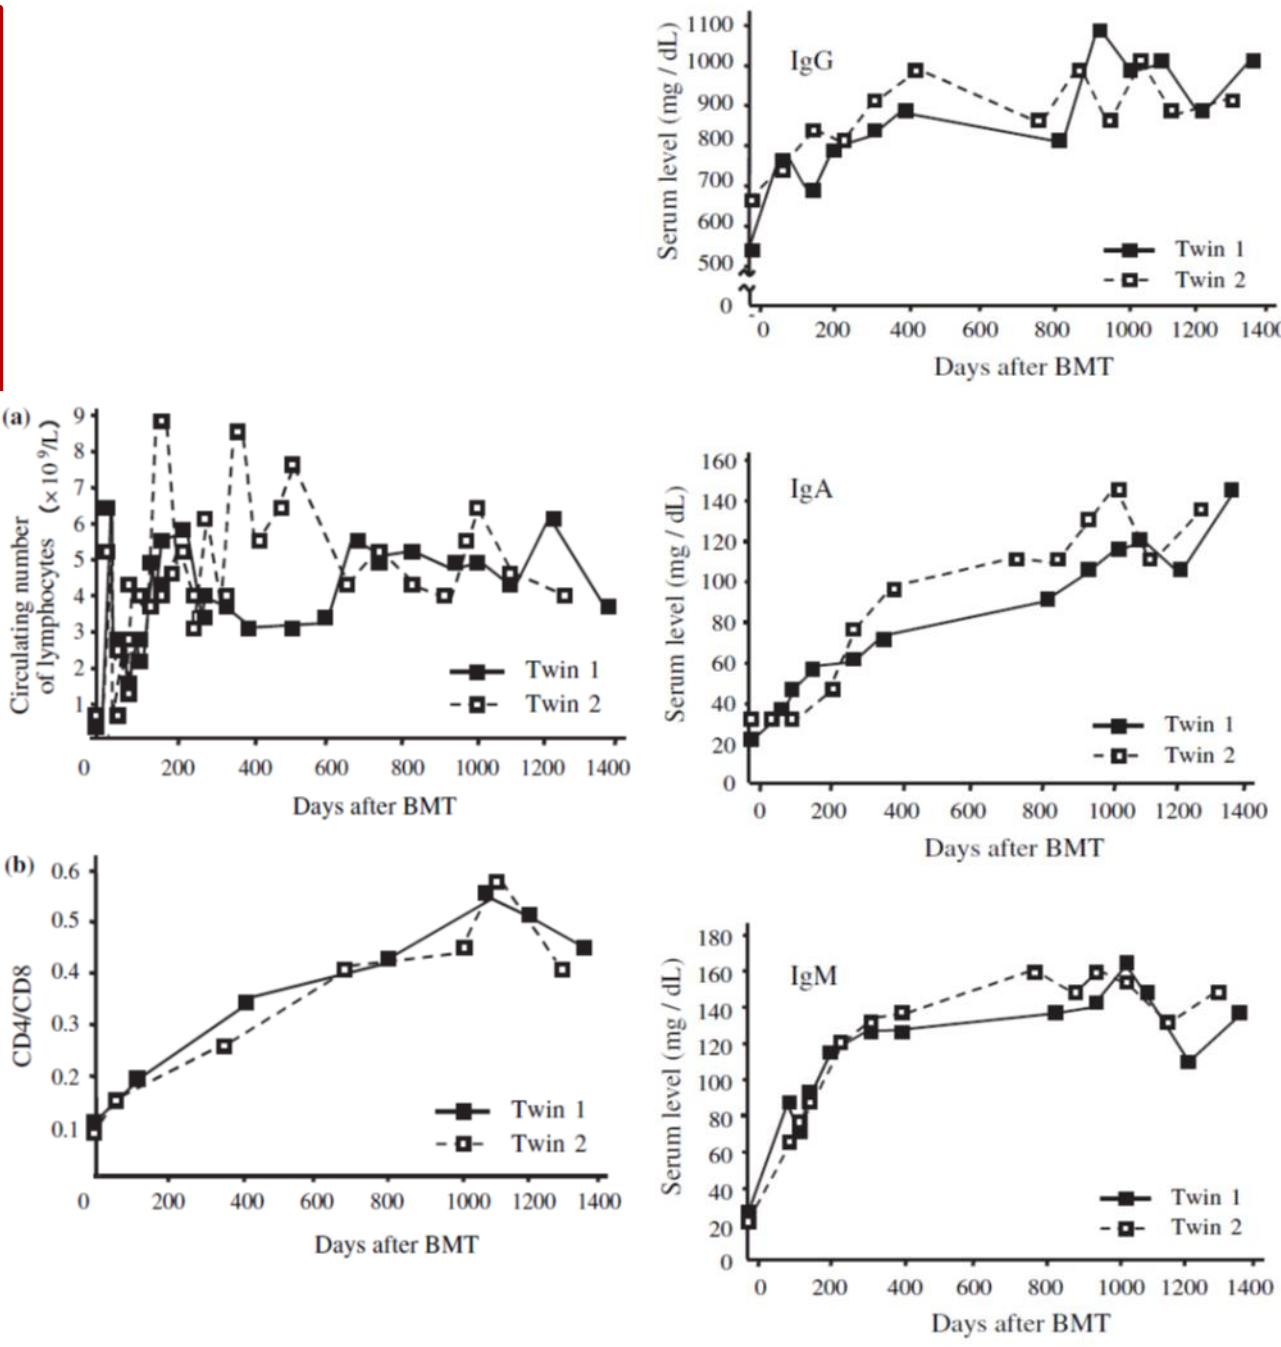 1100
1000
900
800
700
600
500
0
Serum level (mg / dL)
IgG
Twin 1
Twin 2
0 200 400 600 800 1000 1200 140
Days after BMT
(a)
9
8
7
6
5
4
3
2
1
Circulating number
of lymphocytes (×10⁹/L)
Twin 1
Twin 2
0 200 400 600 800 1000 1200 1400
Days after BMT
160
140
120
100
80
60
40
20
0
Serum level (mg / dL)
IgA
Twin 1
Twin 2
0 200 400 600 800 1000 1200 1400
Days after BMT
(b)
0.6
0.5
0.4
0.3
0.2
0.1
CD4/CD8
Twin 1
Twin 2
0 200 400 600 800 1000 1200 1400
Days after BMT
180
160
140
120
100
80
60
40
20
0
Serum level (mg / dL)
IgM
Twin 1
Twin 2
0 200 400 600 800 1000 1200 1400
Days after BMT